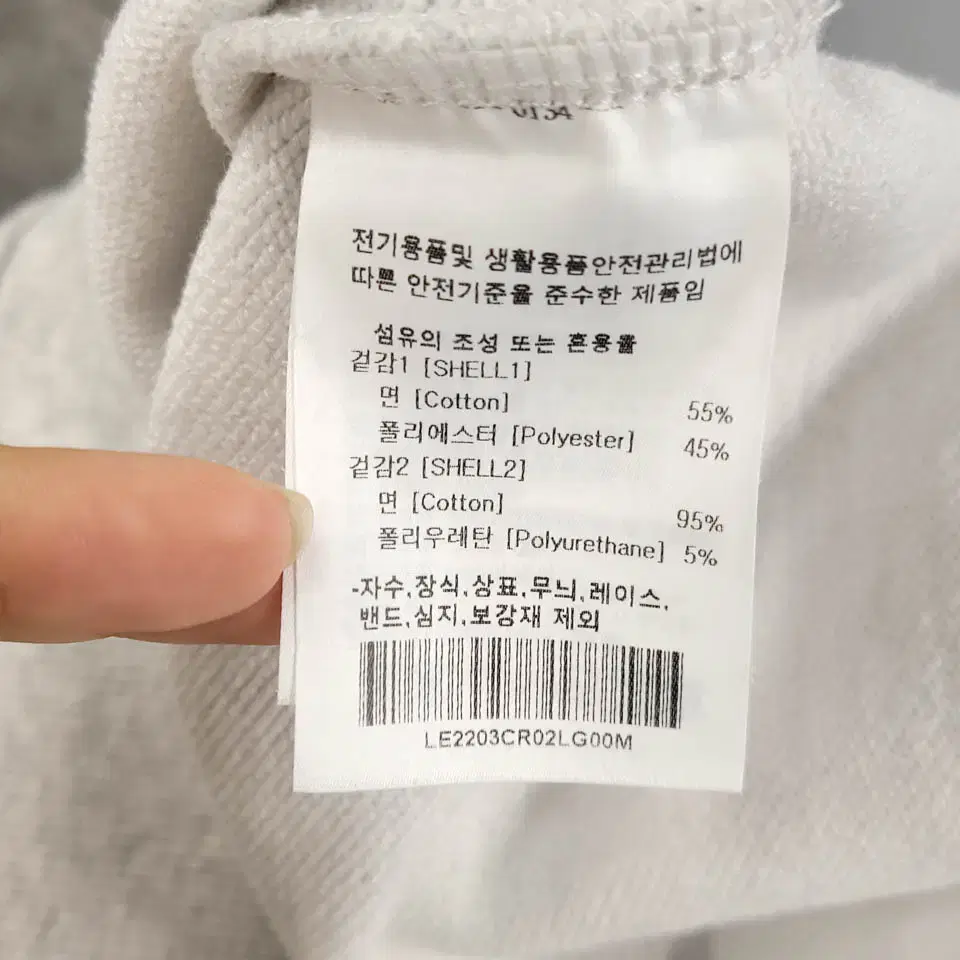 0134
전기용품및 생활용품안전관리법에
따른 안전기준을 준수한 제품임
섬유의 조성 또는 혼용율
겉감1 [SHELL1]
면 [Cotton] 55%
폴리에스터 [Polyester] 45%
겉감2 [SHELL2]
면 [Cotton] 95%
폴리우레탄 [Polyurethane] 5%
-자수,장식,상표,무늬,레이스,
밴드,심지,보강재 제외
LE2203CR02LG00M